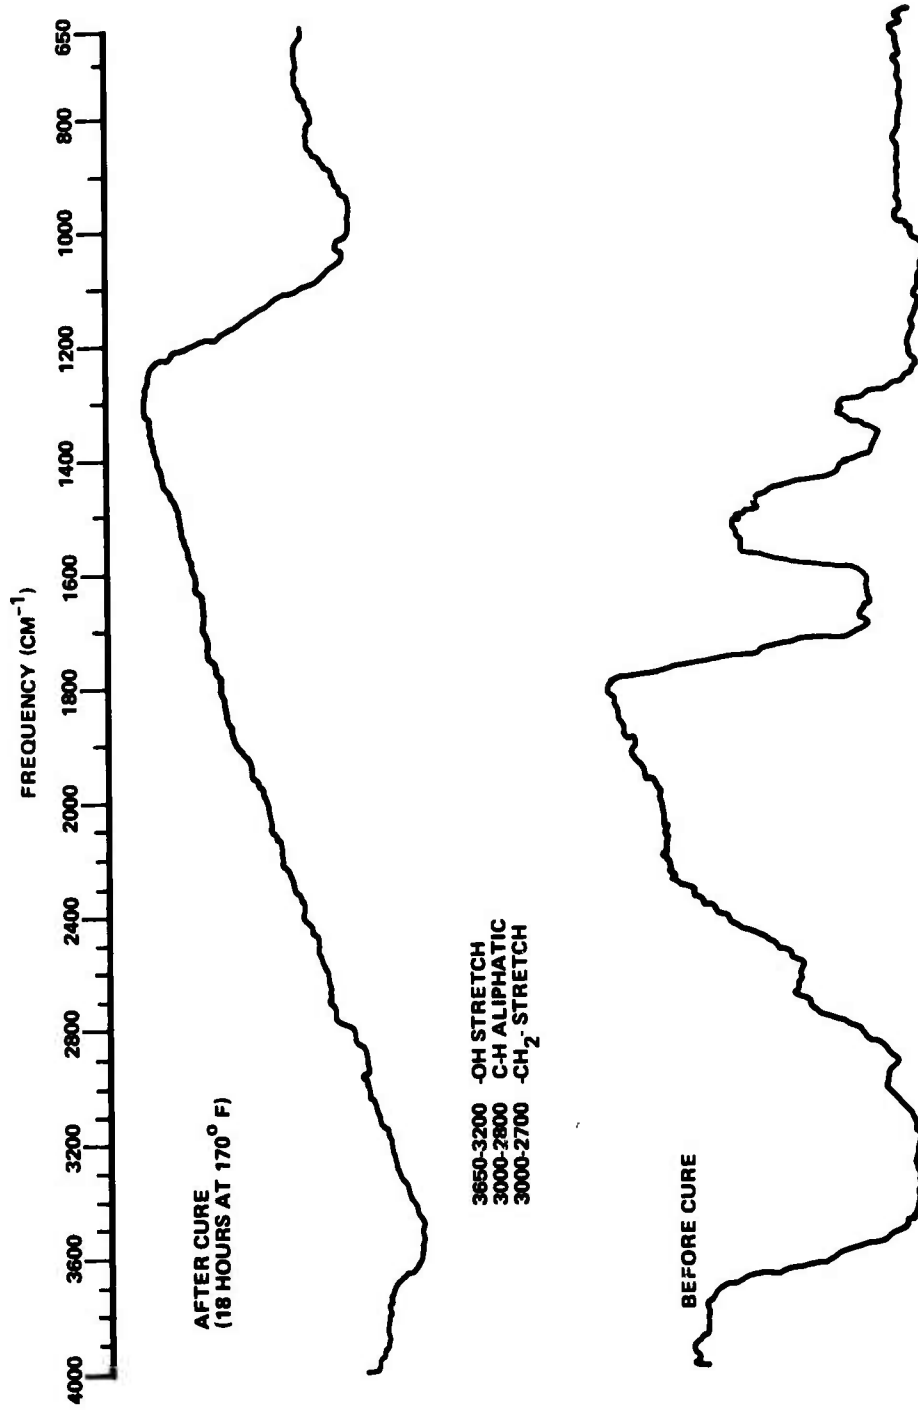 FREQUENCY (CM⁻¹)
4000 3600 3200 2800 2400 2000 1800 1600 1400 1200 1000 800 650
AFTER CURE
(18 HOURS AT 170° F)
3650-3200 -OH STRETCH
3000-2800 C-H ALIPHATIC
3000-2700 -CH₂- STRETCH
BEFORE CURE